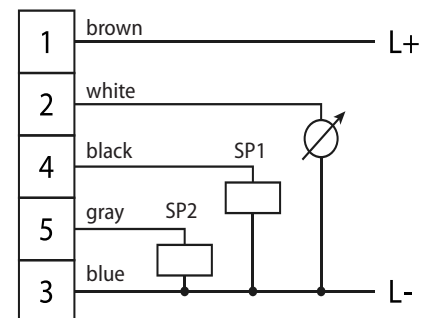 1 brown L+
2 white
4 black SP1
5 gray SP2
3 blue L-